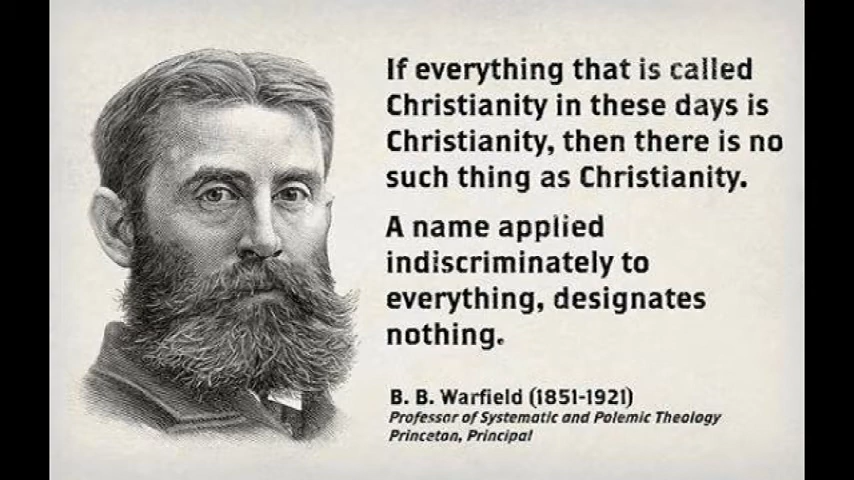 If everything that is called
Christianity in these days is
Christianity, then there is no
such thing as Christianity.
A name applied
indiscriminately to
everything, designates
nothing.
B. B. Warfield (1851-1921)
Professor of Systematic and Polemic Theology
Princeton, Principal